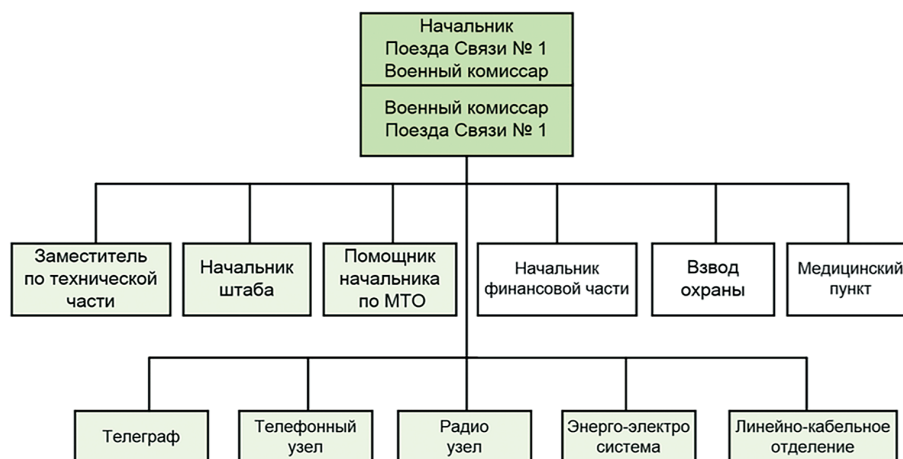 Начальник
Поезда Связи № 1
Военный комиссар
Военный комиссар
Поезда Связи № 1
Заместитель
по технической
части
Начальник
штаба
Помощник
начальника
по МТО
Начальник
финансовой части
Взвод
охраны
Медицинский
пункт
Телеграф
Телефонный
узел
Радио
узел
Энерго-электро
система
Линейно-кабельное
отделение